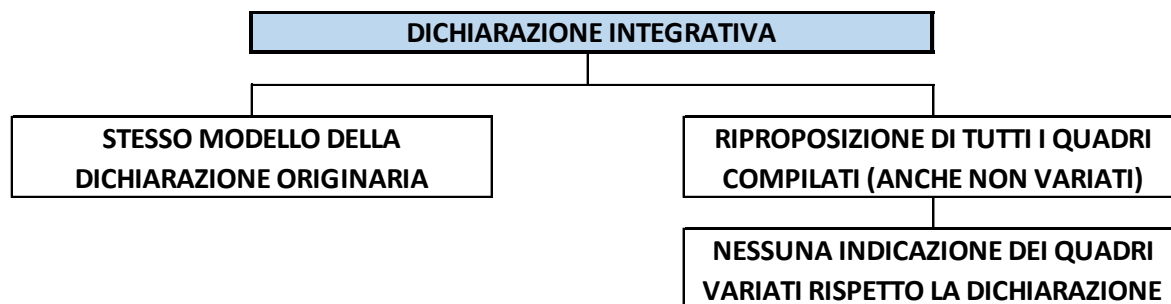 DICHIARAZIONE INTEGRATIVA
STESSO MODELLO DELLA
DICHIARAZIONE ORIGINARIA
RIPROPOSIZIONE DI TUTTI I QUADRI
COMPILATI (ANCHE NON VARIATI)
NESSUNA INDICAZIONE DEI QUADRI
VARIATI RISPETTO LA DICHIARAZIONE